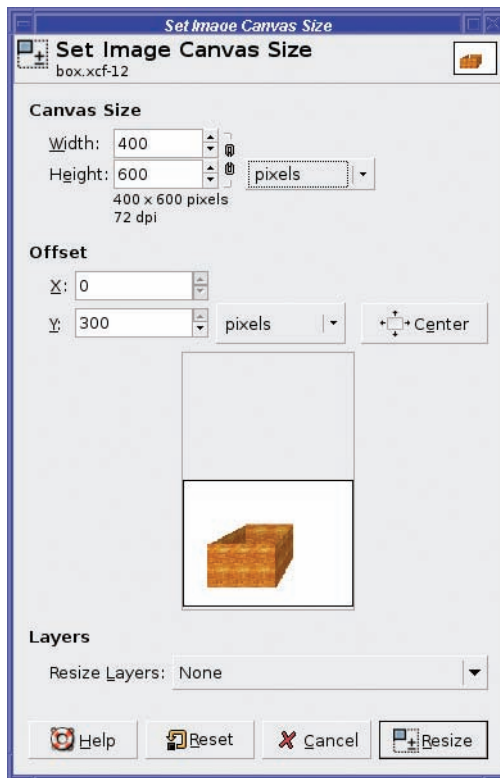 Set Image Canvas Size
Set Image Canvas Size
box.xcf-12
Canvas Size
Width: 400
Height: 600 pixels
400 x 600 pixels
72 dpi
Offset
X: 0
Y: 300 pixels Center
Layers
Resize Layers: None
Help Reset Cancel Resize